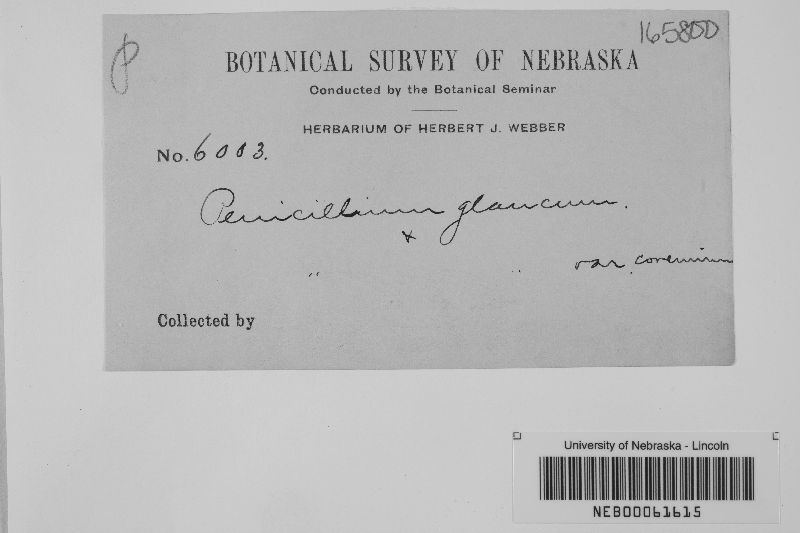 165800
P
BOTANICAL SURVEY OF NEBRASKA
Conducted by the Botanical Seminar
HERBARIUM OF HERBERT J. WEBBER
No. 6003.
Penicillium glaucum.
&
" " var. coremium
Collected by
University of Nebraska - Lincoln
NEB00061615